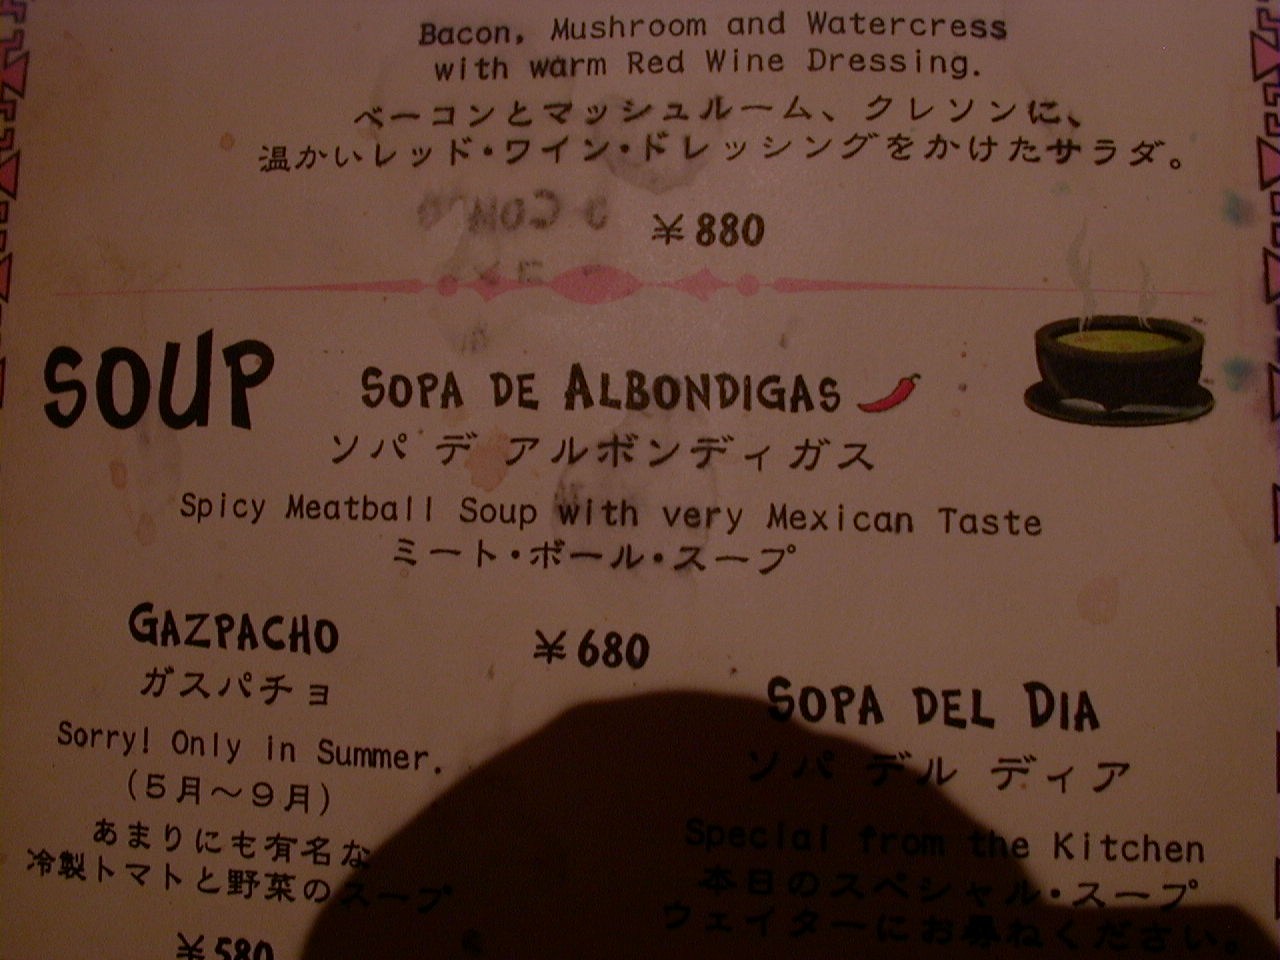 Bacon, Mushroom and Watercress
with warm Red Wine Dressing.
ベーコンとマッシュルーム、クレソンに、
温かいレッド・ワイン・ドレッシングをかけたサラダ。
¥880
SOUP
SOPA DE ALBONDIGAS
ソパ デ アルボンディガス
Spicy Meatball Soup with very Mexican Taste
ミート・ボール・スープ
¥680
GAZPACHO
ガスパチョ
Sorry! Only in Summer.
(5月〜9月)
あまりにも有名な
冷製トマトと野菜のスープ
¥580
SOPA DEL DIA
ソパ デル ディア
Special from the Kitchen
本日のスペシャル・スープ
ウェイターにお尋ねください。